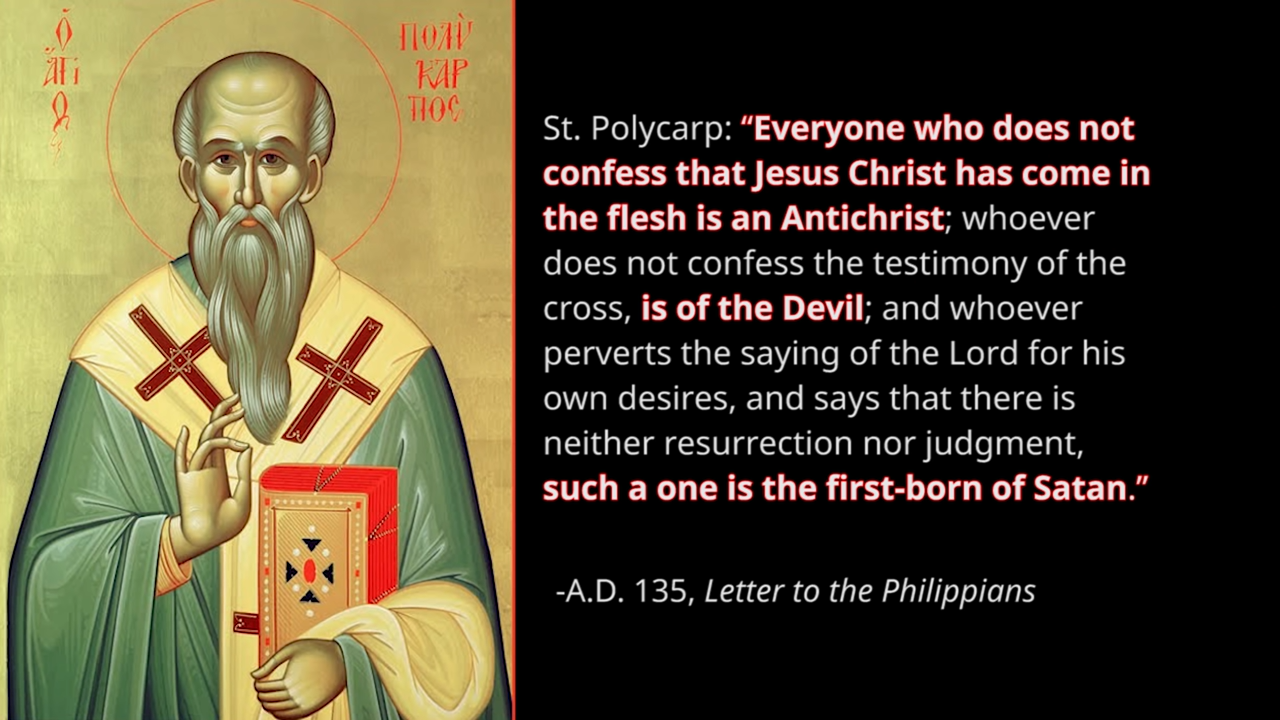 ὁ
ἅγι
ο
ς
ΠΟΛΎ
ΚΑΡ
ΠΟς
St. Polycarp: “Everyone who does not
confess that Jesus Christ has come in
the flesh is an Antichrist; whoever
does not confess the testimony of the
cross, is of the Devil; and whoever
perverts the saying of the Lord for his
own desires, and says that there is
neither resurrection nor judgment,
such a one is the first-born of Satan.”
-A.D. 135, Letter to the Philippians